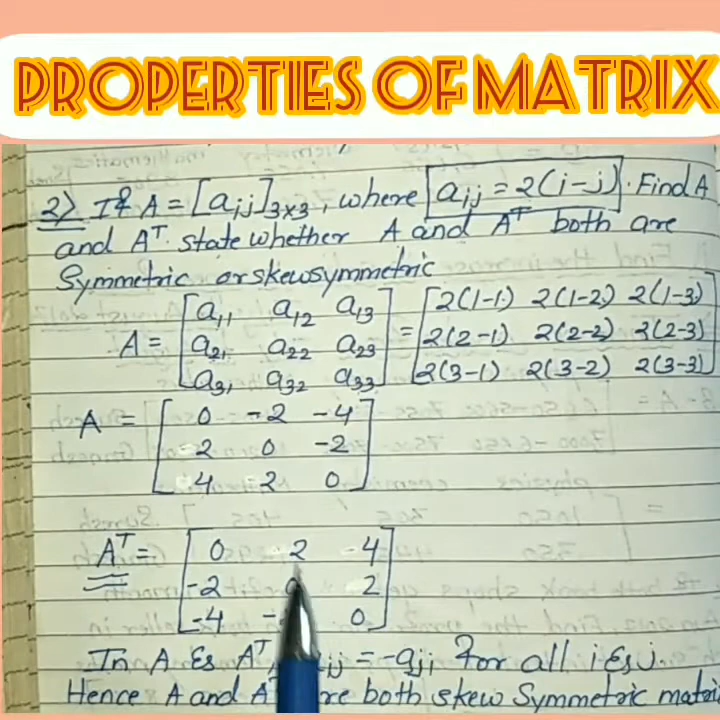 PROPERTIES OF MATRIX
2) If A = [aij]3×3, where aij = 2(i-j). Find A
and Aᵀ. state whether A and Aᵀ both are
Symmetric or skewsymmetric
A = [a11 a12 a13 = [2(1-1) 2(1-2) 2(1-3)
a21 a22 a23 2(2-1) 2(2-2) 2(2-3)
a31 a32 a33] 2(3-1) 2(3-2) 2(3-3)]
A = [0 -2 -4
2 0 -2
4 2 0]
Aᵀ = [0 2 4
-2 2
-4 0]
In A & Aᵀ, = -aji for all i & j.
Hence A and both skew Symmetric